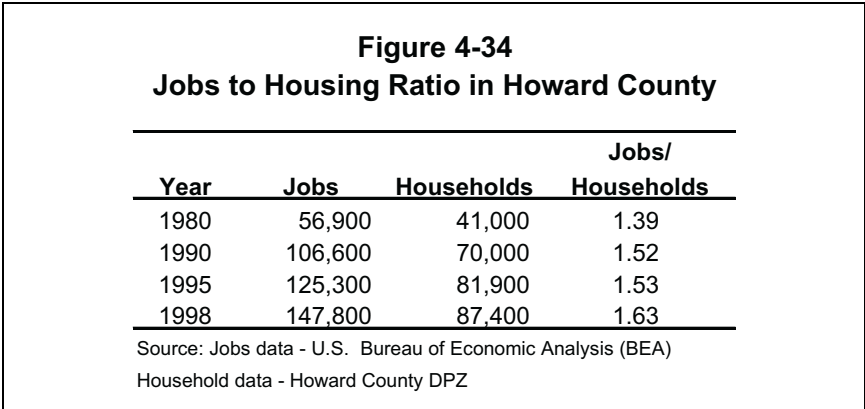 Figure 4-34
Jobs to Housing Ratio in Howard County
Jobs/
Year Jobs Households Households
1980 56,900 41,000 1.39
1990 106,600 70,000 1.52
1995 125,300 81,900 1.53
1998 147,800 87,400 1.63
Source: Jobs data - U.S. Bureau of Economic Analysis (BEA)
Household data - Howard County DPZ